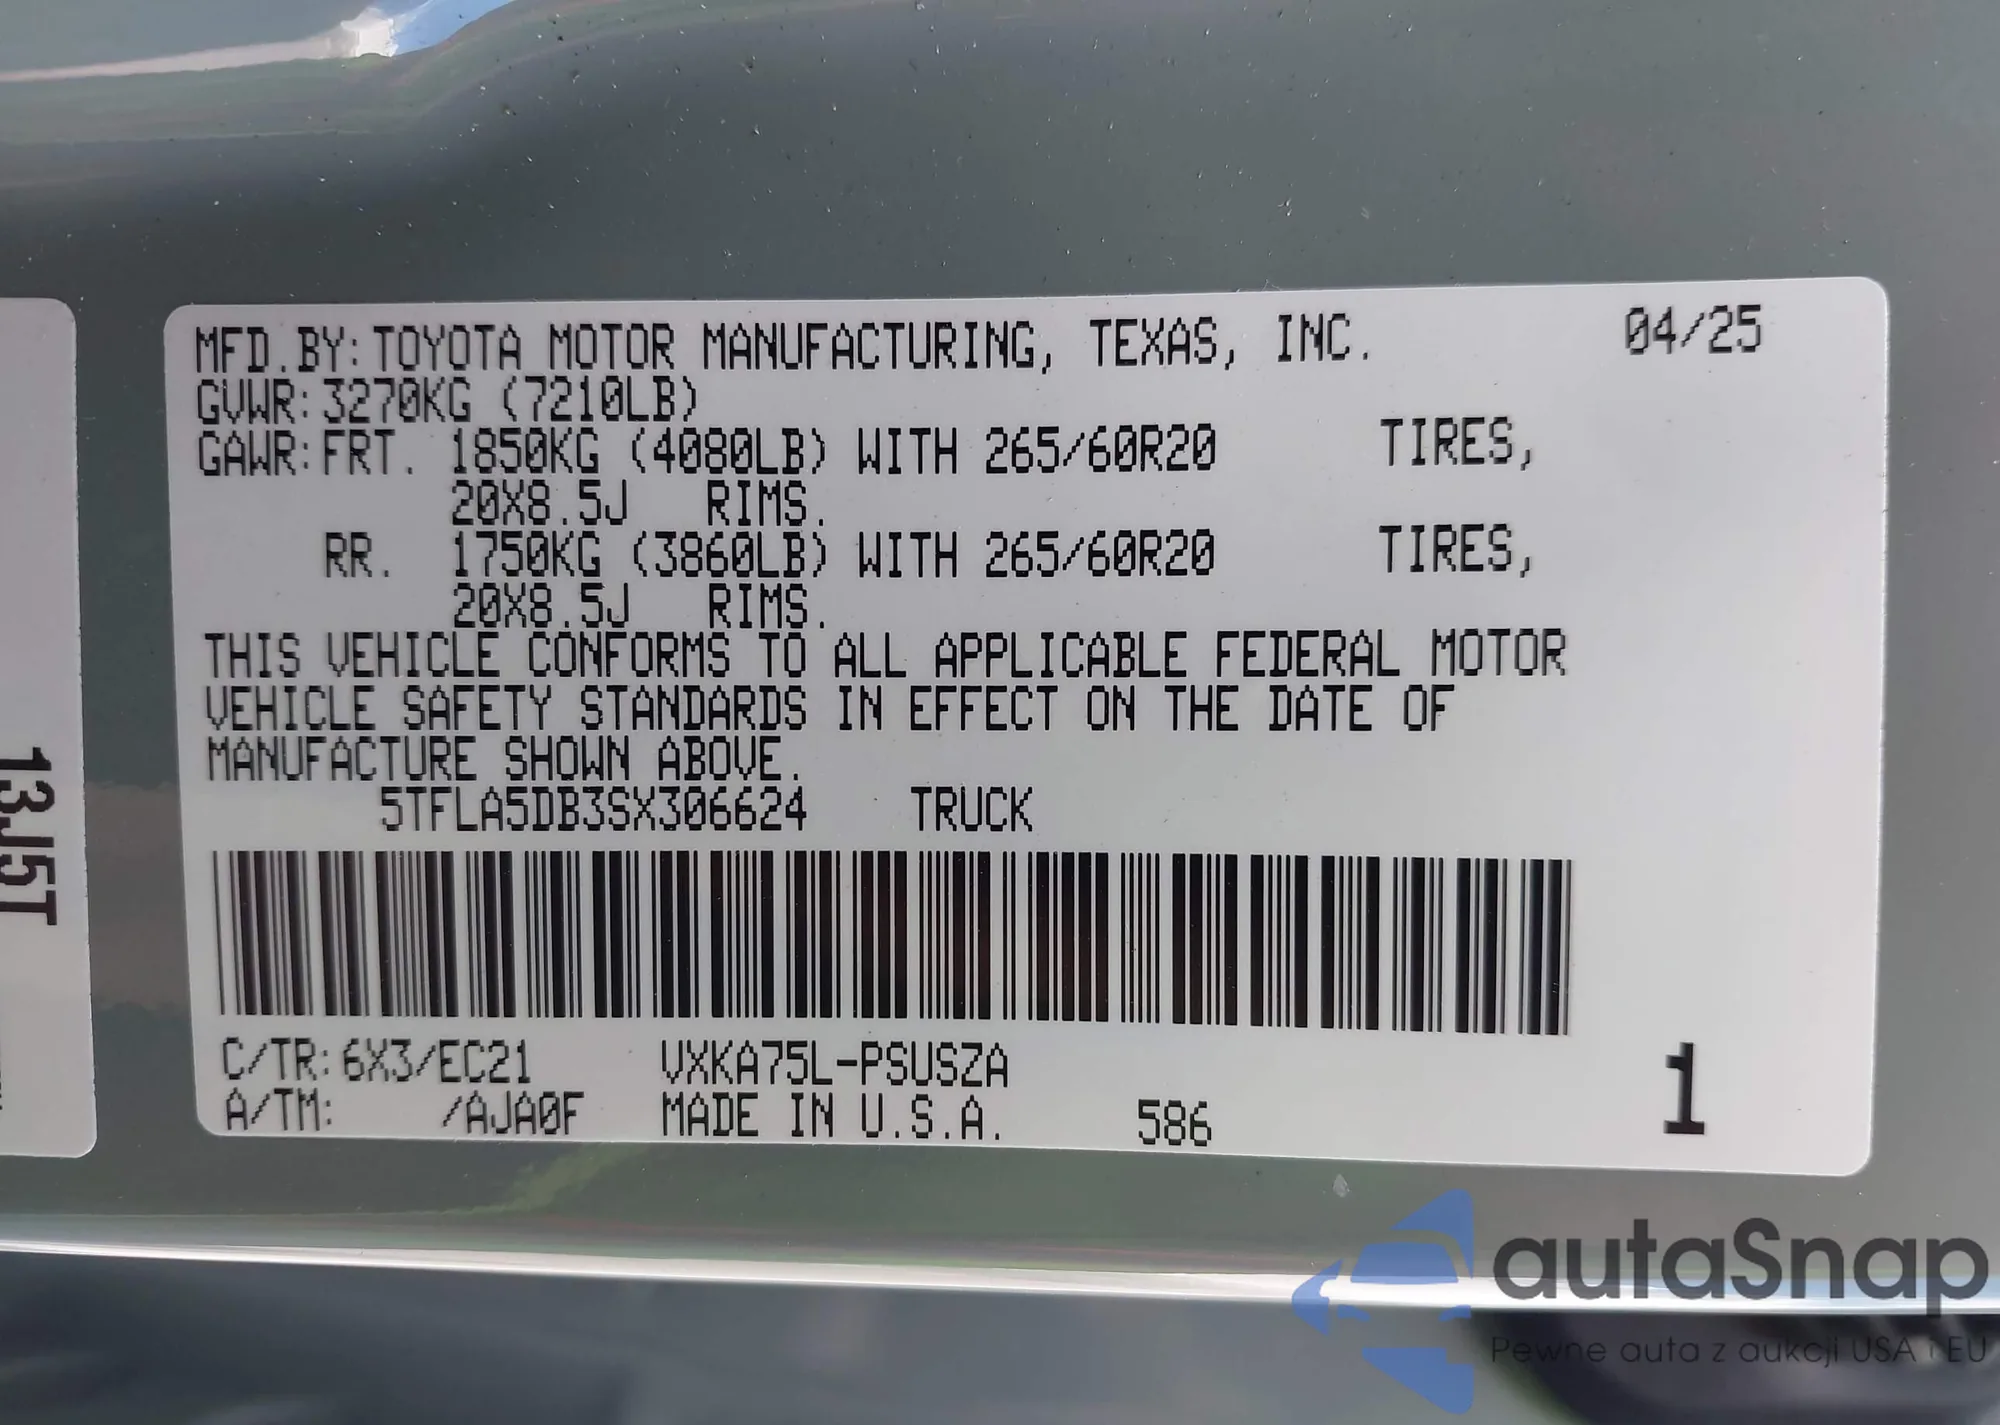 MFD.BY:TOYOTA MOTOR MANUFACTURING, TEXAS, INC. 04/25
GVWR:3270KG (7210LB)
GAWR:FRT. 1850KG (4080LB) WITH 265/60R20 TIRES,
20X8.5J RIMS.
RR. 1750KG (3860LB) WITH 265/60R20 TIRES,
20X8.5J RIMS.
THIS VEHICLE CONFORMS TO ALL APPLICABLE FEDERAL MOTOR
VEHICLE SAFETY STANDARDS IN EFFECT ON THE DATE OF
MANUFACTURE SHOWN ABOVE.
5TFLA5DB3SX306624 TRUCK
C/TR:6X3/EC21 VXKA75L-PSUSZA
A/TM: /AJA0F MADE IN U.S.A. 586 1
13J5T
autaSnap
Pewne auta z aukcji USA i EU